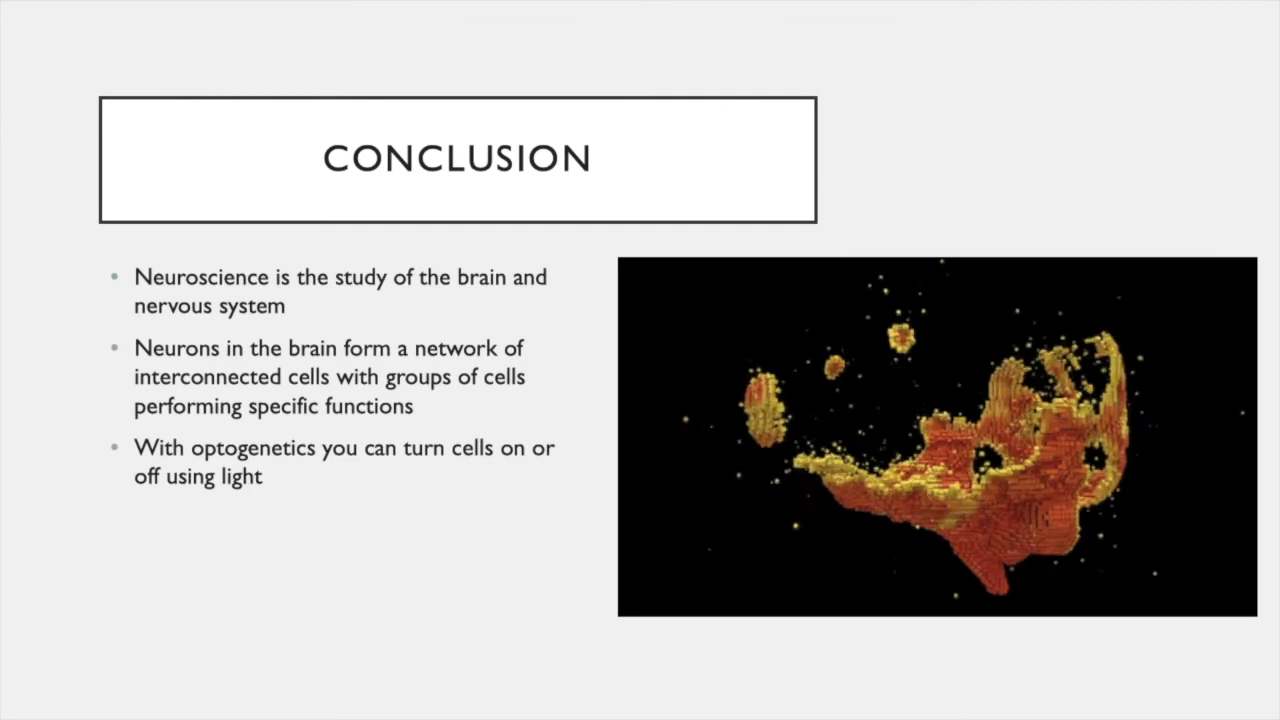 CONCLUSION
• Neuroscience is the study of the brain and
nervous system
• Neurons in the brain form a network of
interconnected cells with groups of cells
performing specific functions
• With optogenetics you can turn cells on or
off using light